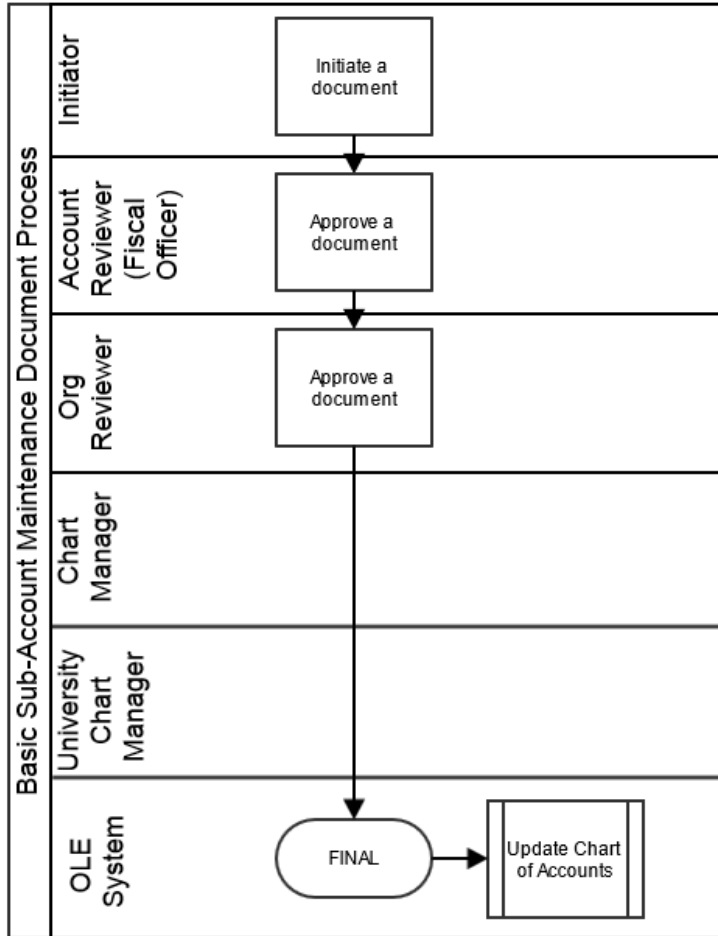 Basic Sub-Account Maintenance Document Process
Initiator
Initiate a
document
Account
Reviewer
(Fiscal
Officer)
Approve a
document
Org
Reviewer
Approve a
document
Chart
Manager
University
Chart
Manager
OLE
System
FINAL
Update Chart
of Accounts